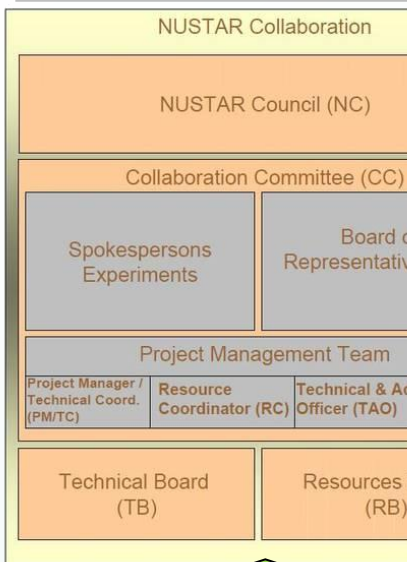 NUSTAR Collaboration
NUSTAR Council (NC)
Collaboration Committee (CC)
Spokespersons
Experiments
Board
Project Management Team
Project Manager /
Technical Coord.
(PM/TC)
Resource
Coordinator (RC)
Technical &
Officer (TAO)
Technical Board
(TB)
Resources
(RB)